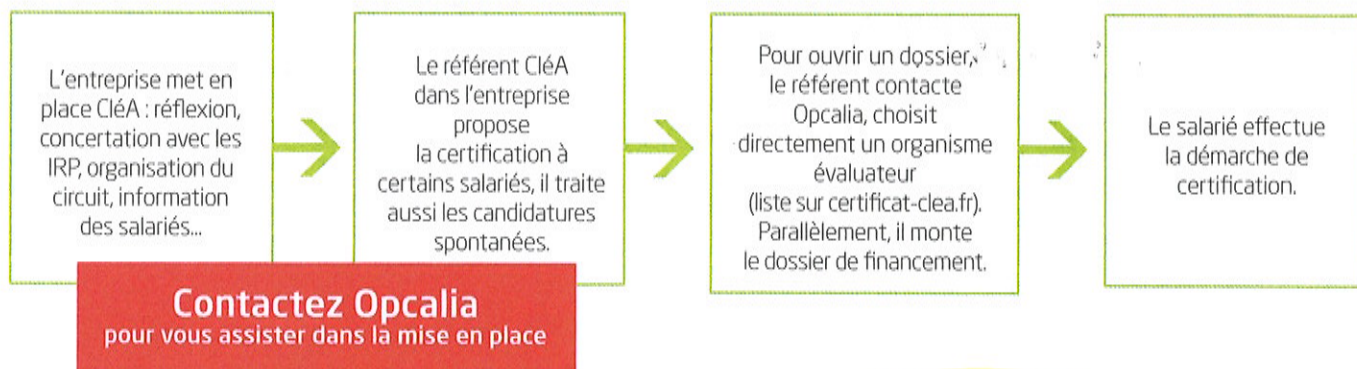 L'entreprise met en
place CléA : réflexion,
concertation avec les
IRP, organisation du
circuit, information
des salariés...
Le référent CléA
dans l'entreprise
propose
la certification à
certains salariés, il traite
aussi les candidatures
spontanées.
Pour ouvrir un dossier,
le référent contacte
Opcalia, choisit
directement un organisme
évaluateur
(liste sur certificat-clea.fr).
Parallèlement, il monte
le dossier de financement.
Le salarié effectue
la démarche de
certification.
Contactez Opcalia
pour vous assister dans la mise en place